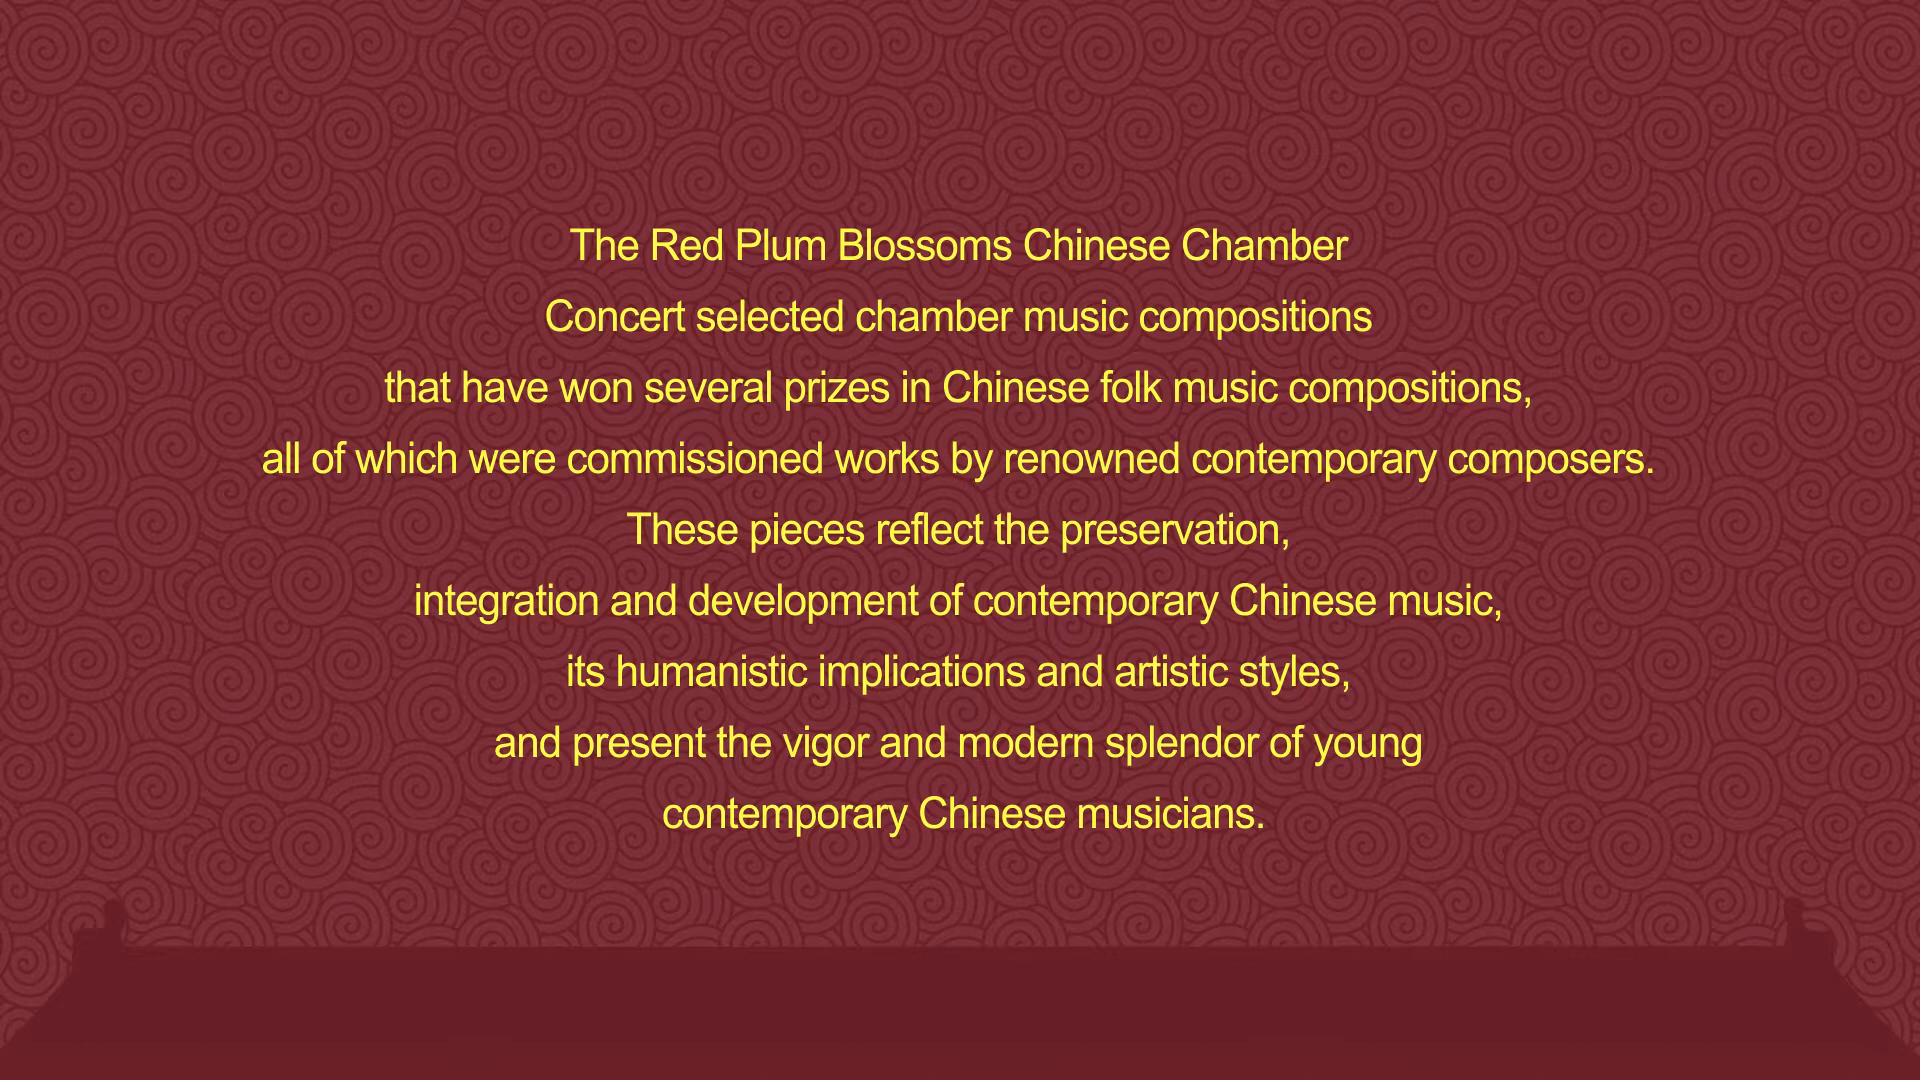 The Red Plum Blossoms Chinese Chamber
Concert selected chamber music compositions
that have won several prizes in Chinese folk music compositions,
all of which were commissioned works by renowned contemporary composers.
These pieces reflect the preservation,
integration and development of contemporary Chinese music,
its humanistic implications and artistic styles,
and present the vigor and modern splendor of young
contemporary Chinese musicians.